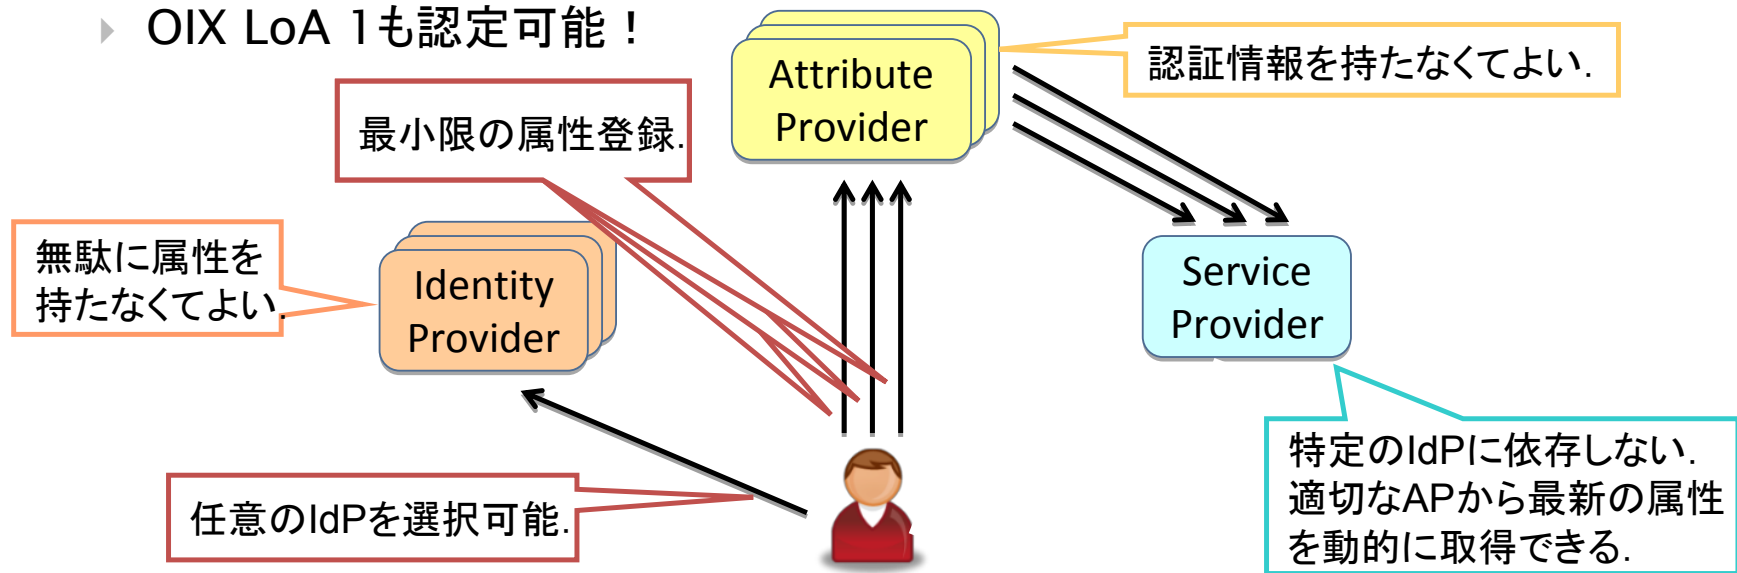 OIX LoA 1も認定可能！
Attribute
Provider
認証情報を持たなくてよい.
最小限の属性登録.
無駄に属性を
持たなくてよい.
Identity
Provider
Service
Provider
任意のIdPを選択可能.
特定のIdPに依存しない.
適切なAPから最新の属性
を動的に取得できる.